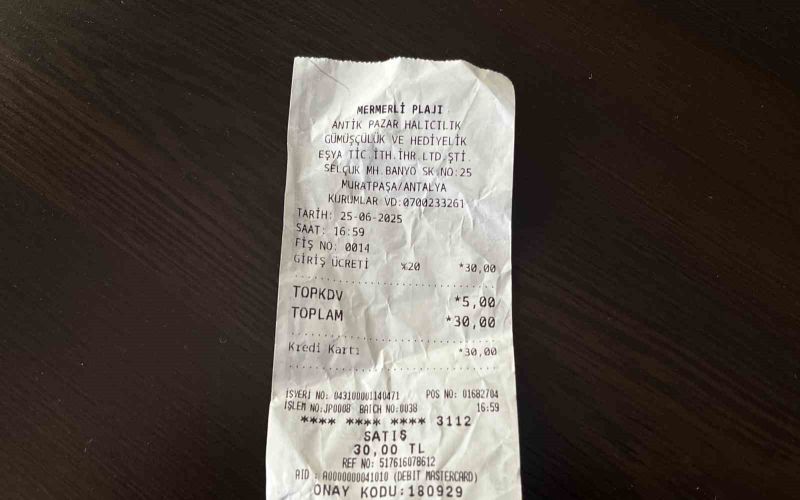 MERMERLİ PLAJI
ANTİK PAZAR HALICILIK
GÜMÜŞÇÜLÜK VE HEDİYELİK
EŞYA TİC.İTH.İHR.LTD.ŞTİ.
SELÇUK MH.BANYO SK.NO:25
MURATPAŞA/ANTALYA
KURUMLAR VD:0700233261
TARİH: 25-06-2025
SAAT: 16:59
FİŞ NO: 0014
GİRİŞ ÜCRETİ %20 *30,00
TOPKDV *5,00
TOPLAM *30,00
Kredi Kartı *30,00
İŞYERİ NO: 043100001140471 POS NO: 01682704
İŞLEM NO:JP0008 BATCH NO:0038 16:59
**** **** **** 3112
SATIŞ
30,00 TL
REF NO: 517616078612
AID : A0000000041010 (DEBIT MASTERCARD)
ONAY KODU:180929